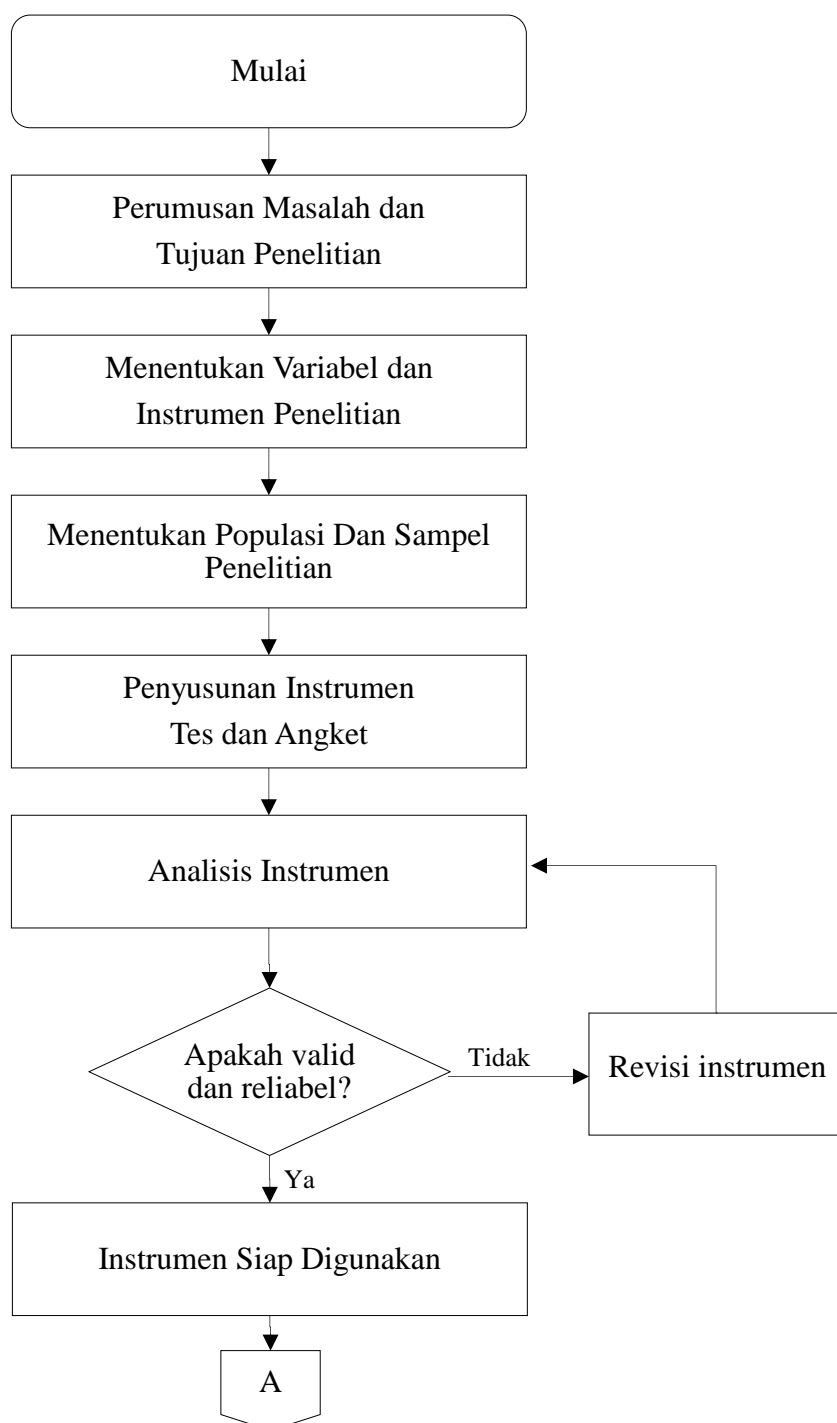 Mulai
Perumusan Masalah dan
Tujuan Penelitian
Menentukan Variabel dan
Instrumen Penelitian
Menentukan Populasi Dan Sampel
Penelitian
Penyusunan Instrumen
Tes dan Angket
Analisis Instrumen
Apakah valid
dan reliabel?
Tidak
Revisi instrumen
Ya
Instrumen Siap Digunakan
A